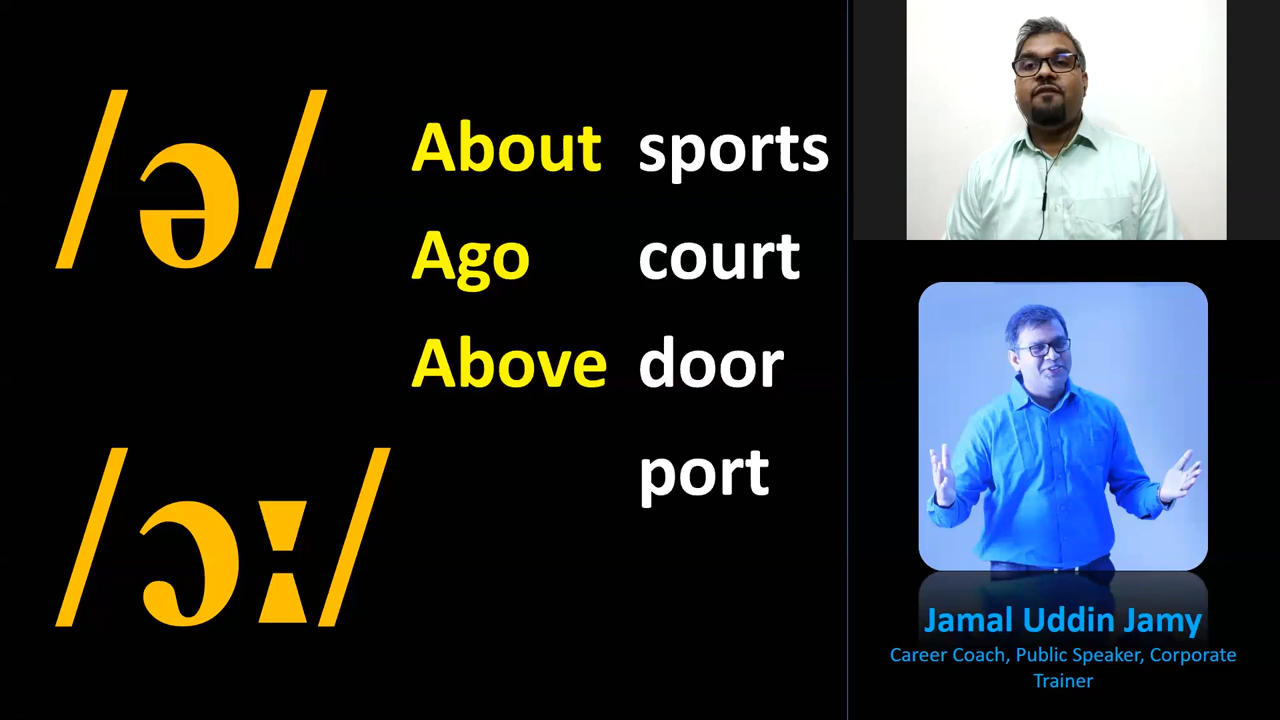 /ə/
About sports
Ago court
Above door
port
/ɔː/
Jamal Uddin Jamy
Career Coach, Public Speaker, Corporate
Trainer